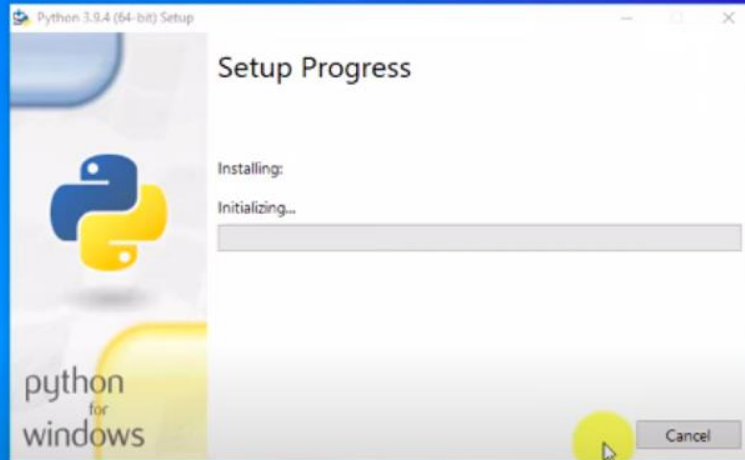 Python 3.9.4 (64-bit) Setup
Setup Progress
Installing:
Initializing...
python
for
windows
Cancel